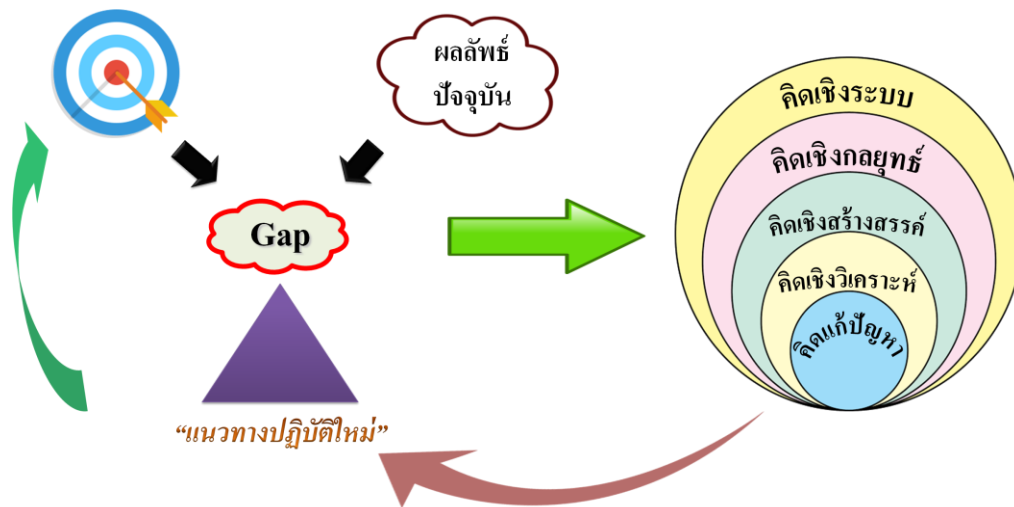 ผลลัพธ์
ปัจจุบัน
Gap
“แนวทางปฏิบัติใหม่”
คิดเชิงระบบ
คิดเชิงกลยุทธ์
คิดเชิงสร้างสรรค์
คิดเชิงวิเคราะห์
คิดแก้ปัญหา